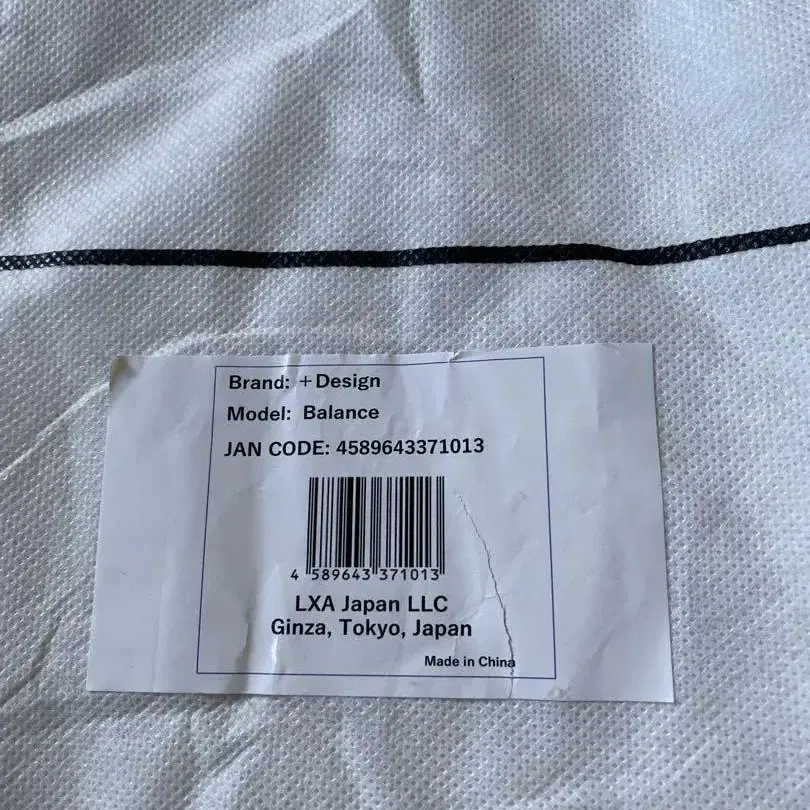 Brand: +Design
Model: Balance
JAN CODE: 4589643371013
4 589643 371013
LXA Japan LLC
Ginza, Tokyo, Japan
Made in China